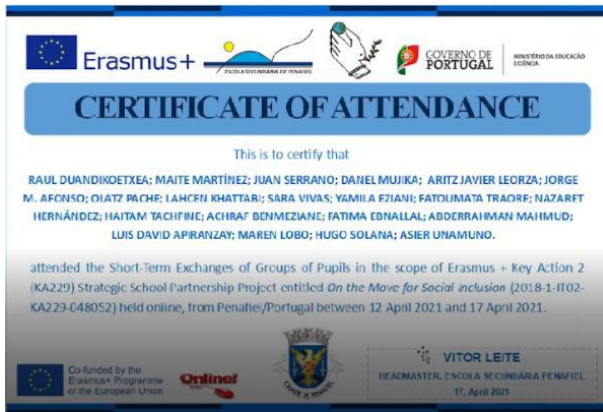 Erasmus+
ESCOLA SECUNDÁRIA DE PENAFIEL
GOVERNO DE
PORTUGAL
MINISTÉRIO DA EDUCAÇÃO
E CIÊNCIA
CERTIFICATE OF ATTENDANCE
This is to certify that
RAUL DUANDIKOETXEA; MAITE MARTÍNEZ; JUAN SERRANO; DANEL MUJIKA; ARITZ JAVIER LEORZA; JORGE
M. AFONSO; OLATZ PACHE; LAHCEN KHATTABI; SARA VIVAS; YAMILA EZIANI; FATOUMATA TRAORE; NAZARET
HERNÁNDEZ; HAITAM TACHFINE; ACHRAF BENMEZIANE; FATIMA EBNALLAL; ABDERRAHMAN MAHMUD;
LUIS DAVID APIRANZAY; MAREN LOBO; HUGO SOLANA; ASIER UNAMUNO.
attended the Short-Term Exchanges of Groups of Pupils in the scope of Erasmus + Key Action 2
(KA229) Strategic School Partnership Project entitled On the Move for Social Inclusion (2018-1-IT02-
KA229-048052) held online, from Penafiel/Portugal between 12 April 2021 and 17 April 2021.
Co-funded by the
Erasmus+ Programme
of the European Union
Online!
CIDADE DE PENAFIEL
VITOR LEITE
HEADMASTER, ESCOLA SECUNDÁRIA PENAFIEL
17, April 2021